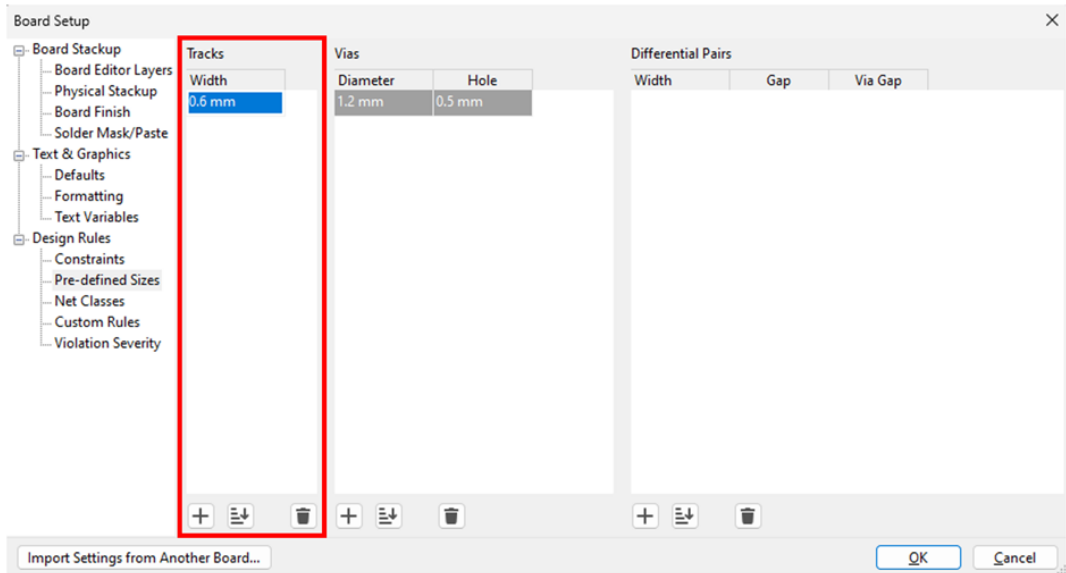 Board Setup
Board Stackup
Board Editor Layers
Physical Stackup
Board Finish
Solder Mask/Paste
Text & Graphics
Defaults
Formatting
Text Variables
Design Rules
Constraints
Pre-defined Sizes
Net Classes
Custom Rules
Violation Severity
Tracks
Width
0.6 mm
Vias
Diameter Hole
1.2 mm 0.5 mm
Differential Pairs
Width Gap Via Gap
Import Settings from Another Board...
OK Cancel